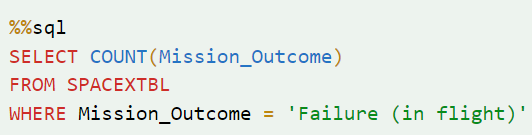 %%sql
SELECT COUNT(Mission_Outcome)
FROM SPACEXTBL
WHERE Mission_Outcome = 'Failure (in flight)'